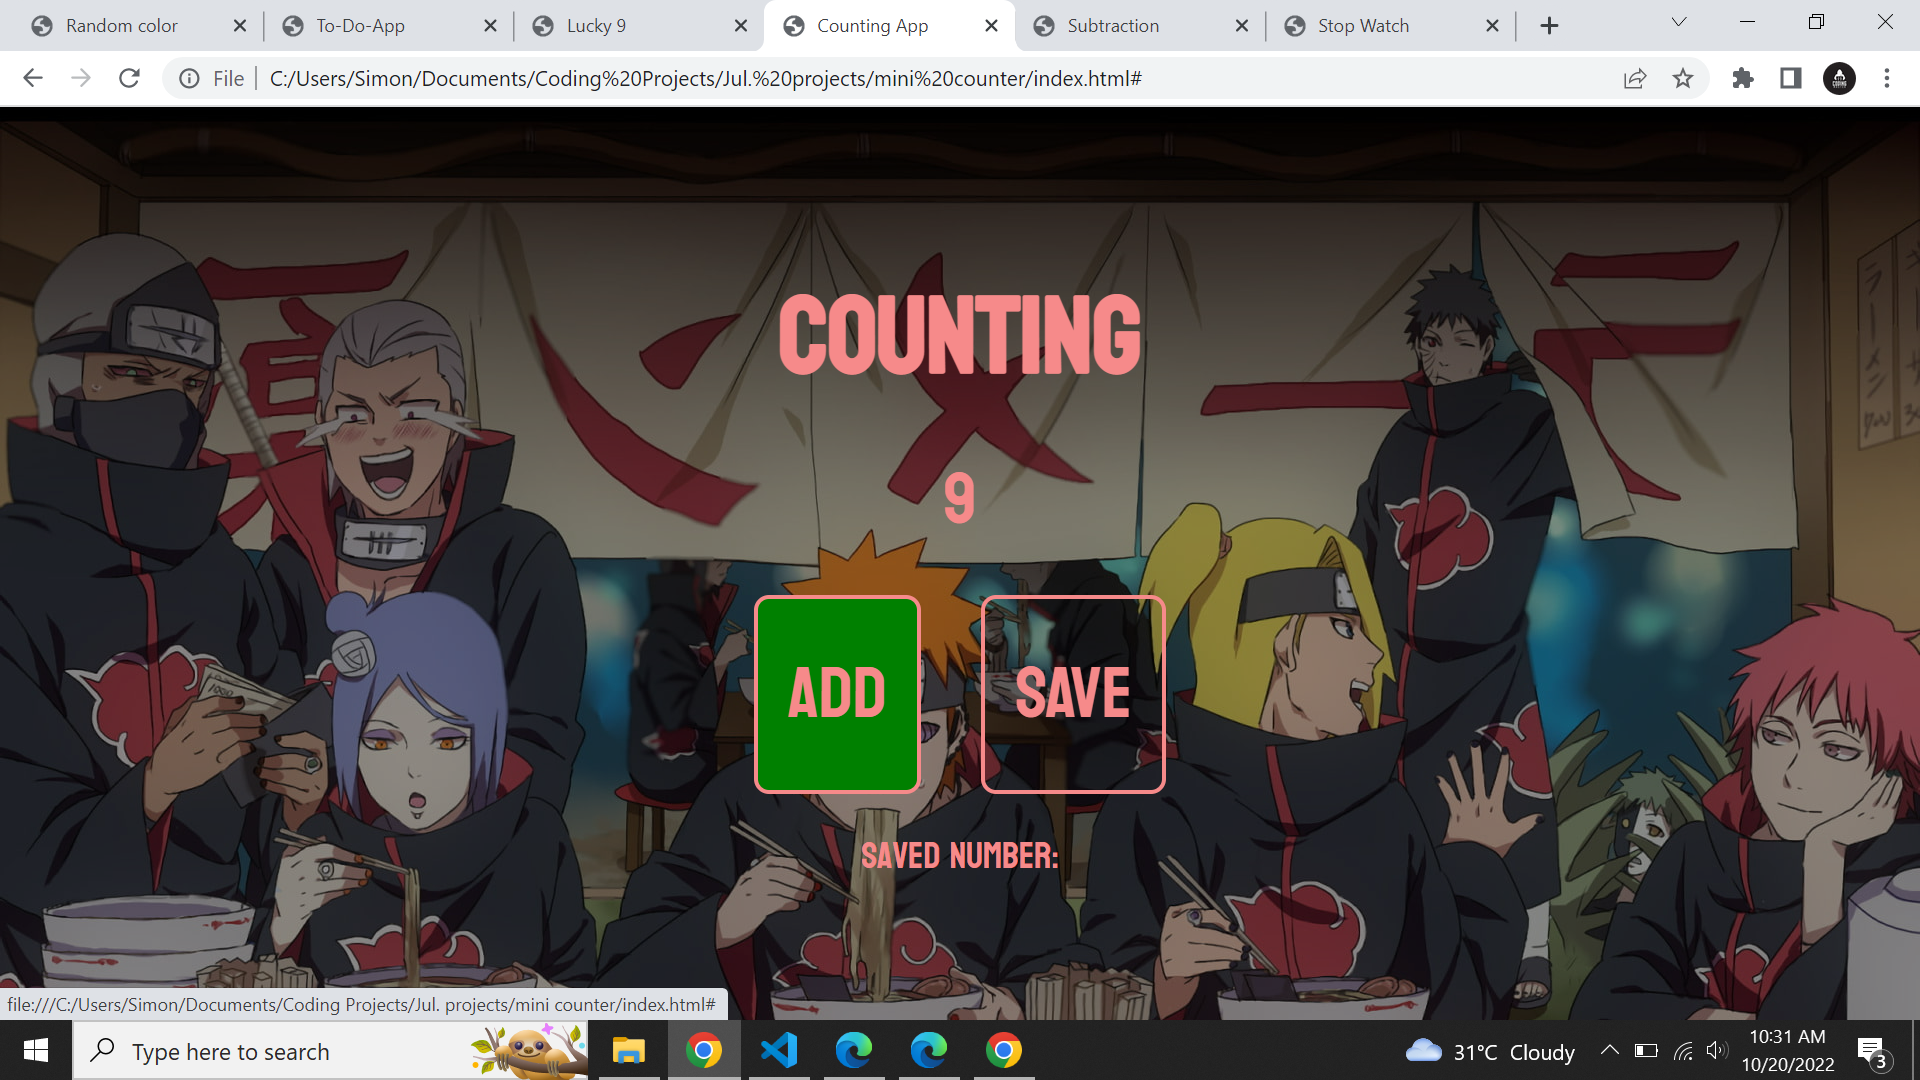 Random color
To-Do-App
Lucky 9
Counting App
Subtraction
Stop Watch
File
C:/Users/Simon/Documents/Coding%20Projects/Jul.%20projects/mini%20counter/index.html#
COUNTING
9
ADD
SAVE
SAVED NUMBER:
file:///C:/Users/Simon/Documents/Coding Projects/Jul. projects/mini counter/index.html#
Type here to search
31°C Cloudy
10:31 AM
10/20/2022
3